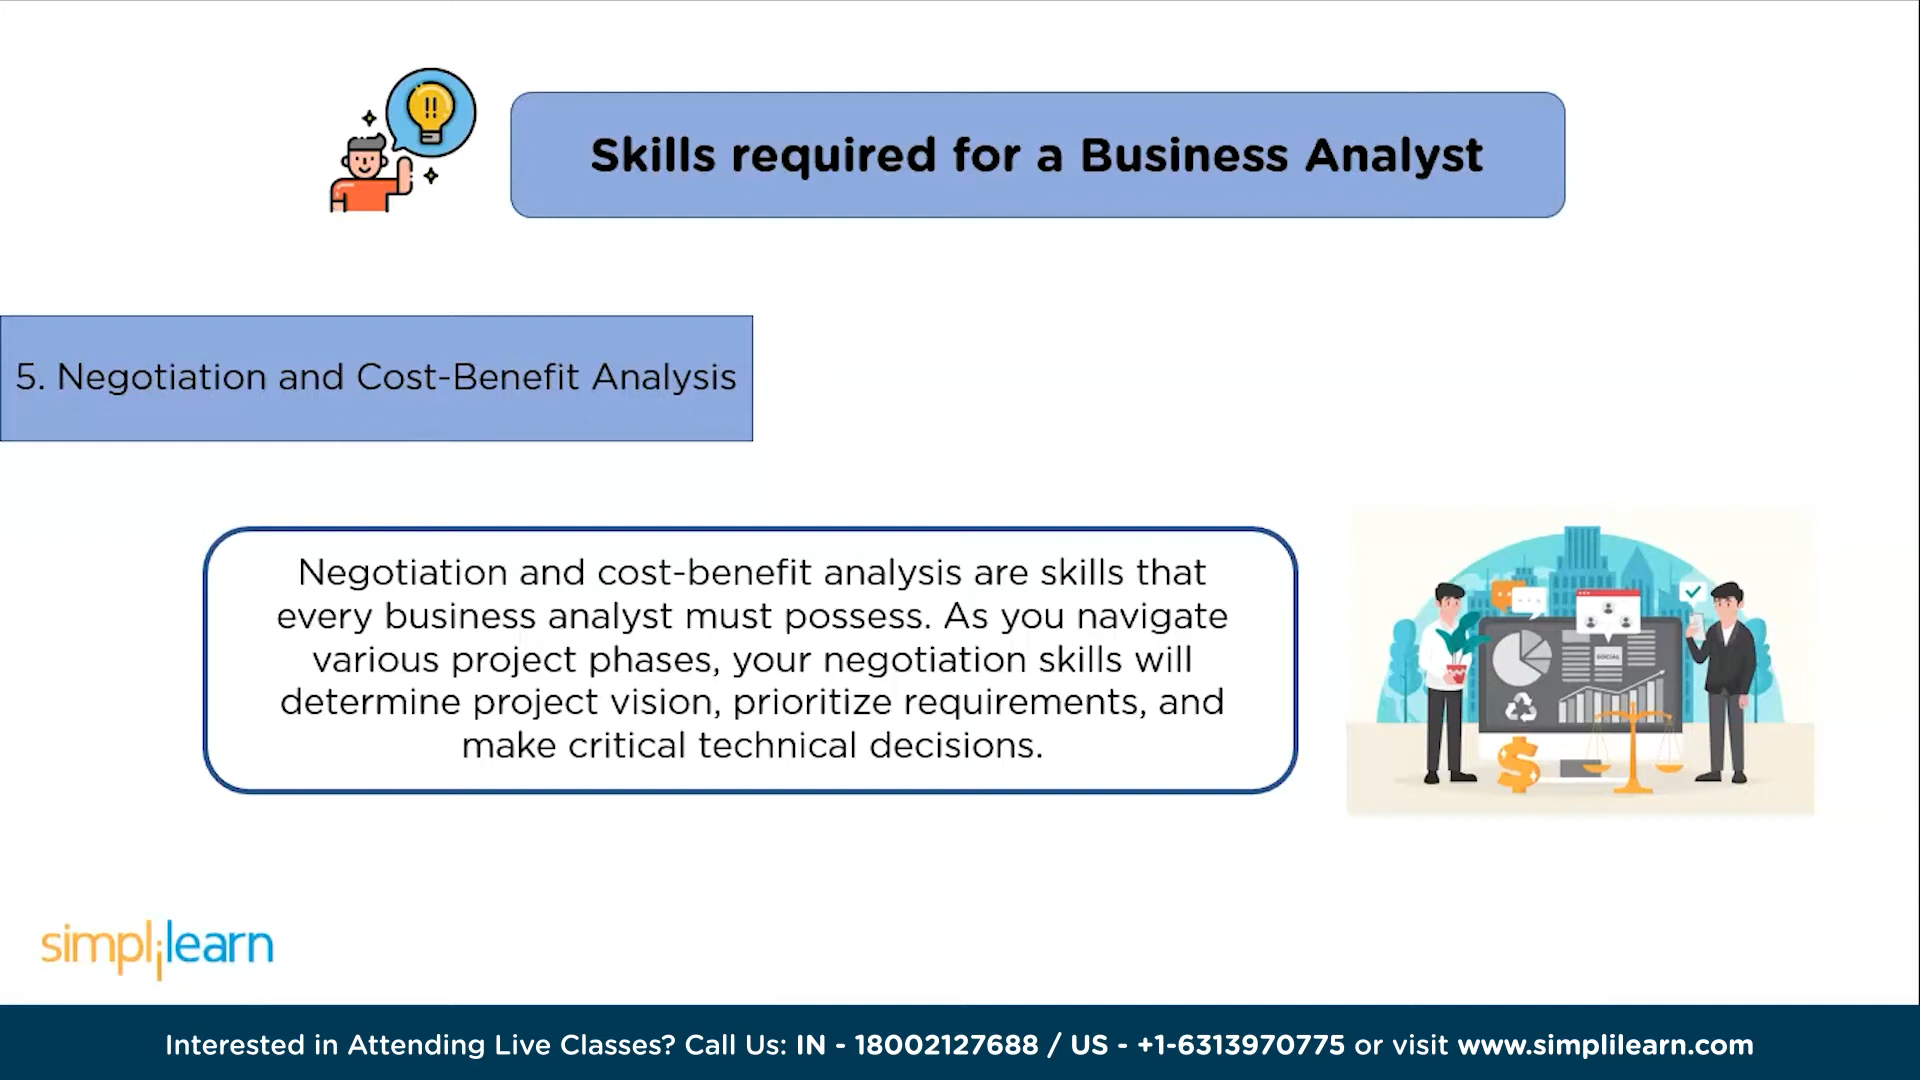 Skills required for a Business Analyst
5. Negotiation and Cost-Benefit Analysis
Negotiation and cost-benefit analysis are skills that
every business analyst must possess. As you navigate
various project phases, your negotiation skills will
determine project vision, prioritize requirements, and
make critical technical decisions.
SOCIAL
simplilearn
Interested in Attending Live Classes? Call Us: IN - 18002127688 / US - +1-6313970775 or visit www.simplilearn.com